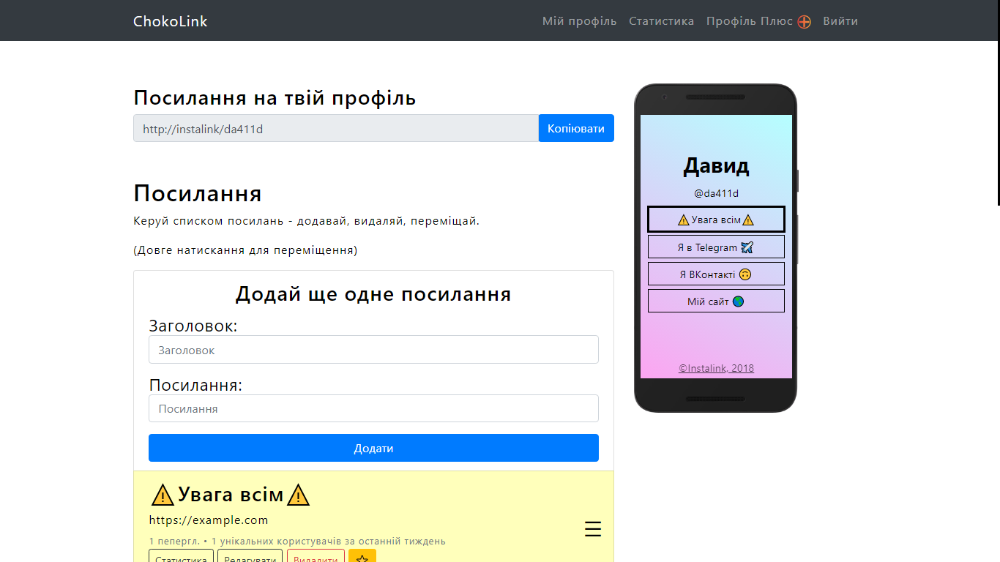 ChokoLink
Мій профіль
Статистика
Профіль Плюс
Вийти
Посилання на твій профіль
http://instalink/da411d
Копіювати
Посилання
Керуй списком посилань - додавай, видаляй, переміщай.
(Довге натискання для переміщення)
Додай ще одне посилання
Заголовок:
Заголовок
Посилання:
Посилання
Додати
⚠Увага всім⚠
https://example.com
1 пепергл. • 1 унікальних користувачів за останній тиждень
Статистика
Редагувати
Видалити
Давид
@da411d
⚠Увага всім⚠
Я в Telegram ✈
Я ВКонтакті 🙃
Мій сайт 🌎
©Instalink, 2018